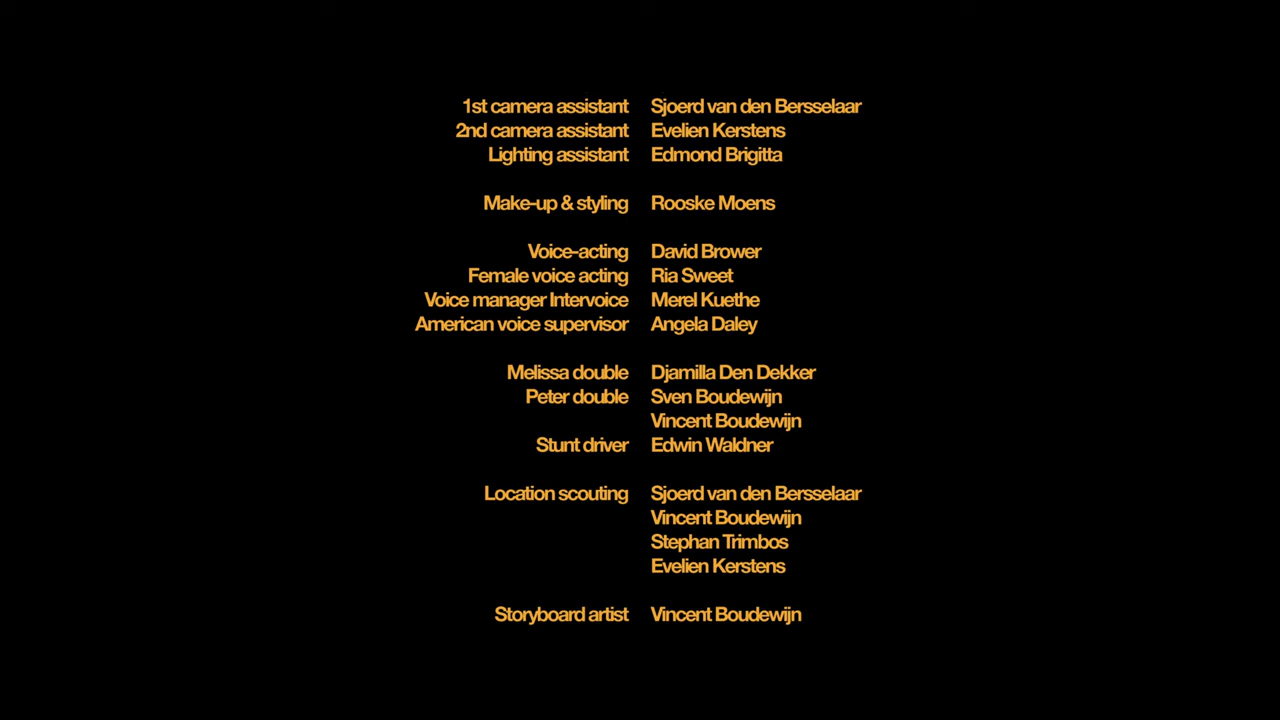 1st camera assistant Sjoerd van den Bersselaar
2nd camera assistant Evelien Kerstens
Lighting assistant Edmond Brigitta
Make-up & styling Rooske Moens
Voice-acting David Brower
Female voice acting Ria Sweet
Voice manager Intervoice Merel Kuethe
American voice supervisor Angela Daley
Melissa double Djamilla Den Dekker
Peter double Sven Boudewijn
Vincent Boudewijn
Stunt driver Edwin Waldner
Location scouting Sjoerd van den Bersselaar
Vincent Boudewijn
Stephan Trimbos
Evelien Kerstens
Storyboard artist Vincent Boudewijn